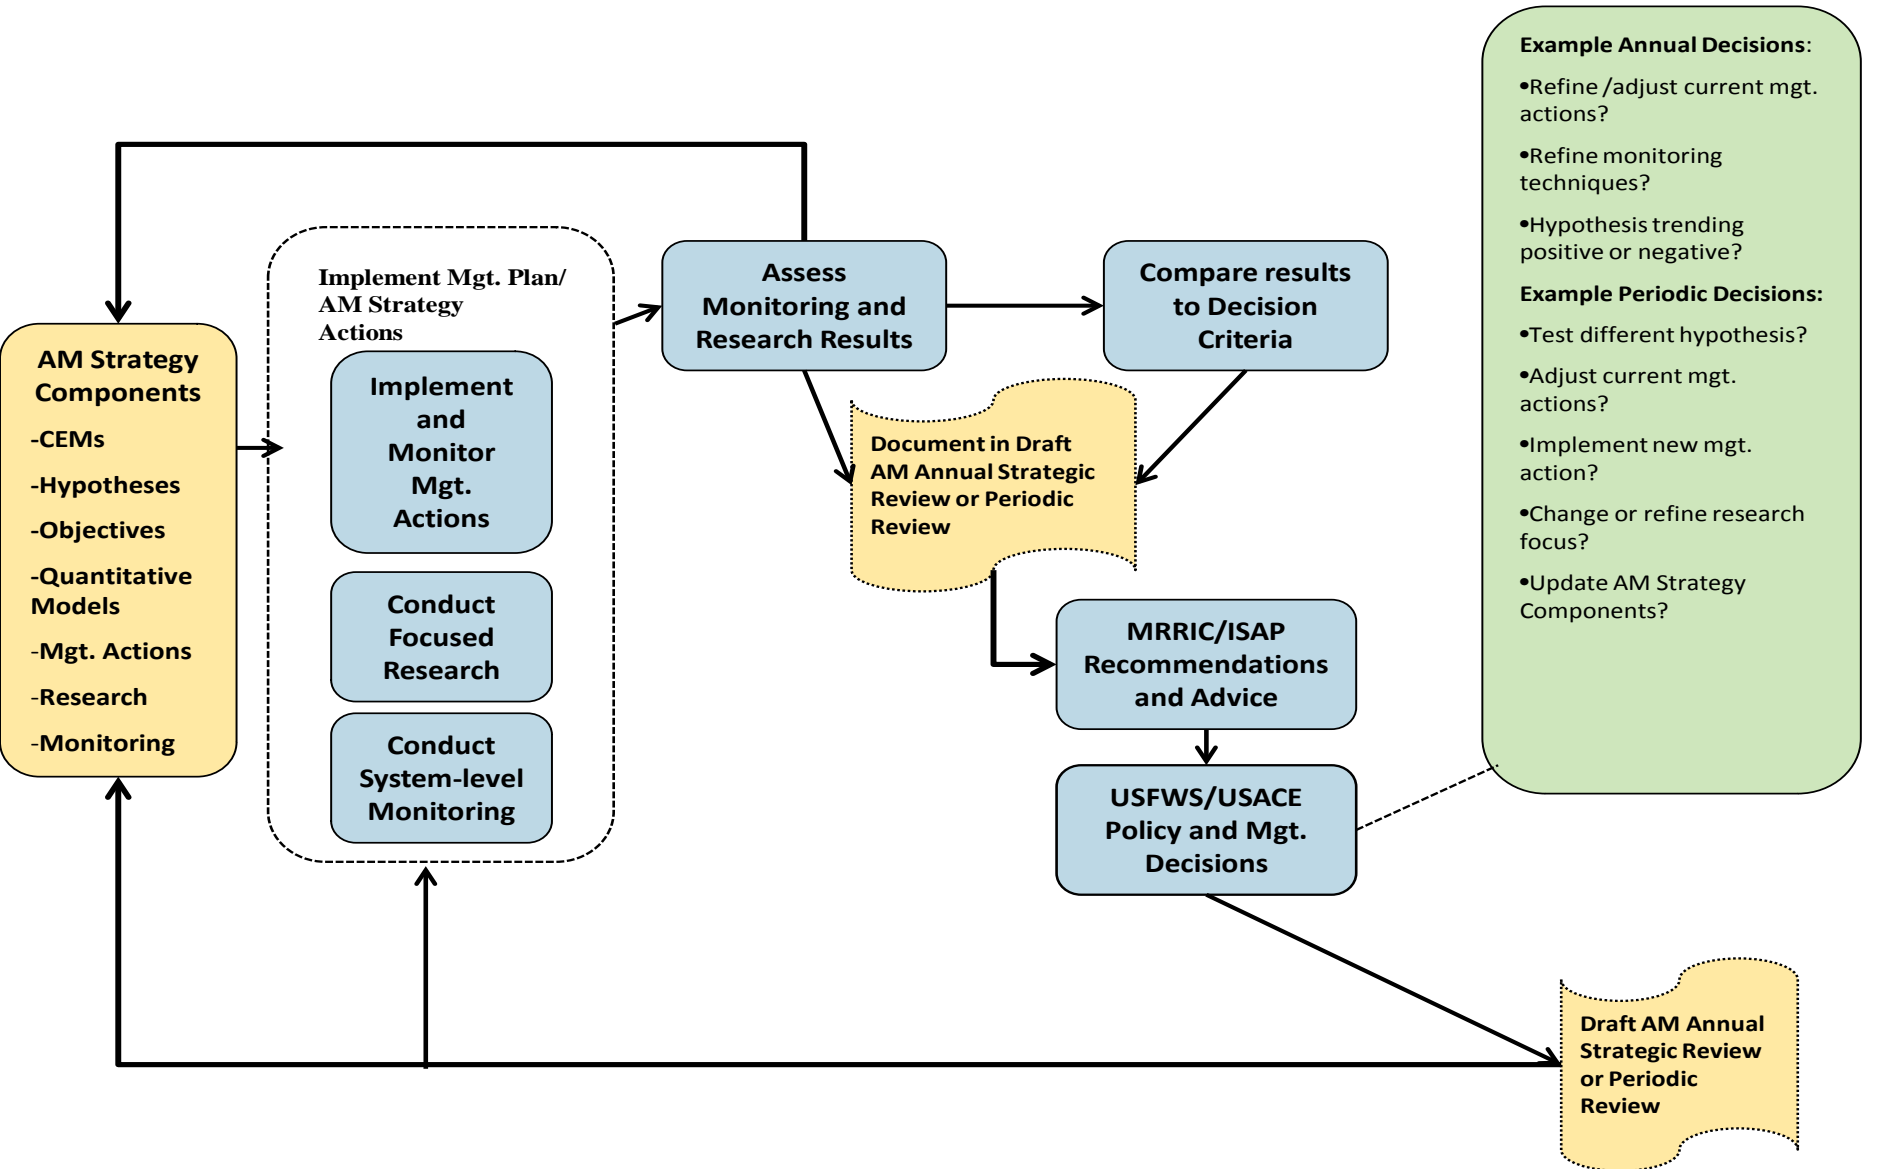 AM Strategy
Components
-CEMs
-Hypotheses
-Objectives
-Quantitative
Models
-Mgt. Actions
-Research
-Monitoring
Implement Mgt. Plan/
AM Strategy
Actions
Implement
and
Monitor
Mgt.
Actions
Conduct
Focused
Research
Conduct
System-level
Monitoring
Assess
Monitoring and
Research Results
Compare results
to Decision
Criteria
Document in Draft
AM Annual Strategic
Review or Periodic
Review
MRRIC/ISAP
Recommendations
and Advice
USFWS/USACE
Policy and Mgt.
Decisions
Example Annual Decisions:
•Refine /adjust current mgt.
actions?
•Refine monitoring
techniques?
•Hypothesis trending
positive or negative?
Example Periodic Decisions:
•Test different hypothesis?
•Adjust current mgt.
actions?
•Implement new mgt.
action?
•Change or refine research
focus?
•Update AM Strategy
Components?
Draft AM Annual
Strategic Review
or Periodic
Review